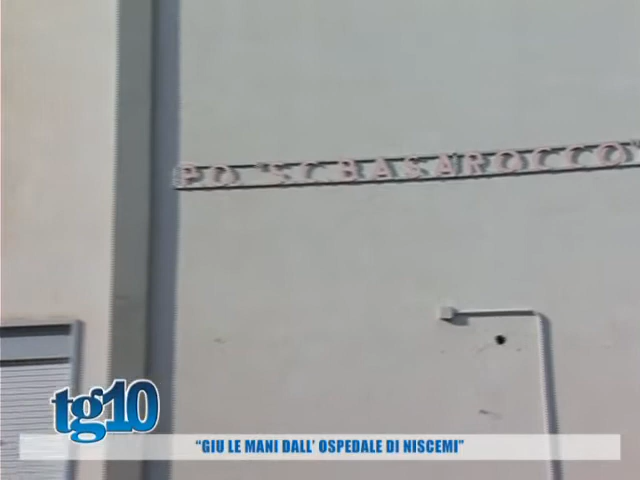 PO "S.C. BASAROCCO"
tg10
“GIU LE MANI DALL’ OSPEDALE DI NISCEMI”